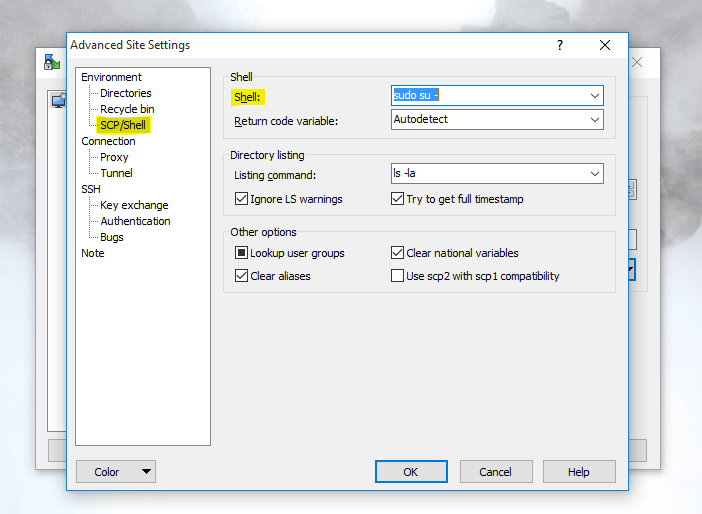 Advanced Site Settings
Environment
Directories
Recycle bin
SCP/Shell
Connection
Proxy
Tunnel
SSH
Key exchange
Authentication
Bugs
Note
Shell
Shell: sudo su -
Return code variable: Autodetect
Directory listing
Listing command: ls -la
Ignore LS warnings Try to get full timestamp
Other options
Lookup user groups Clear national variables
Clear aliases Use scp2 with scp1 compatibility
Color OK Cancel Help